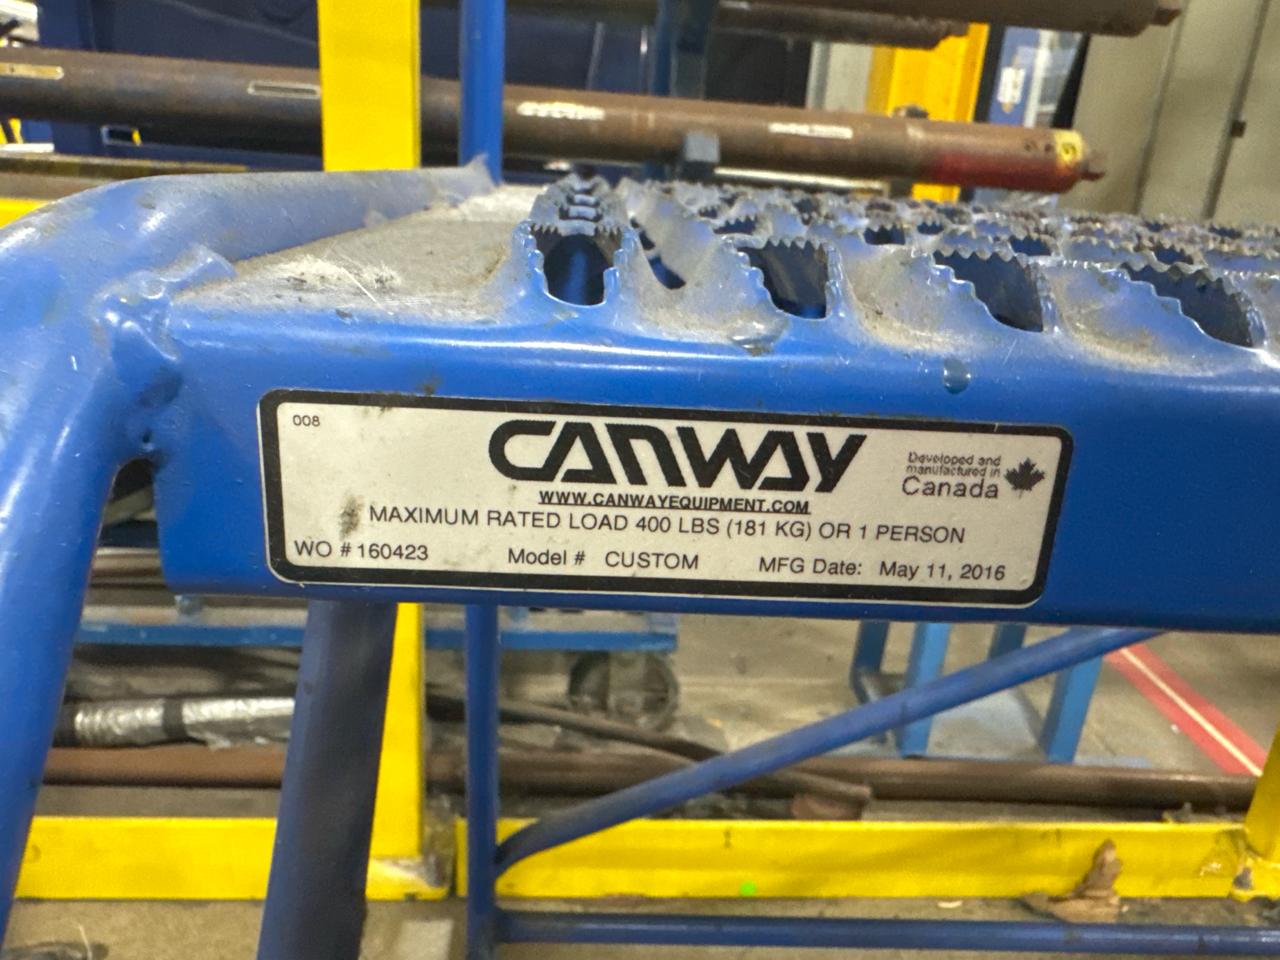 008
CANWAY
Developed and
manufactured in
Canada
WWW.CANWAYEQUIPMENT.COM
MAXIMUM RATED LOAD 400 LBS (181 KG) OR 1 PERSON
WO # 160423 Model # CUSTOM MFG Date: May 11, 2016